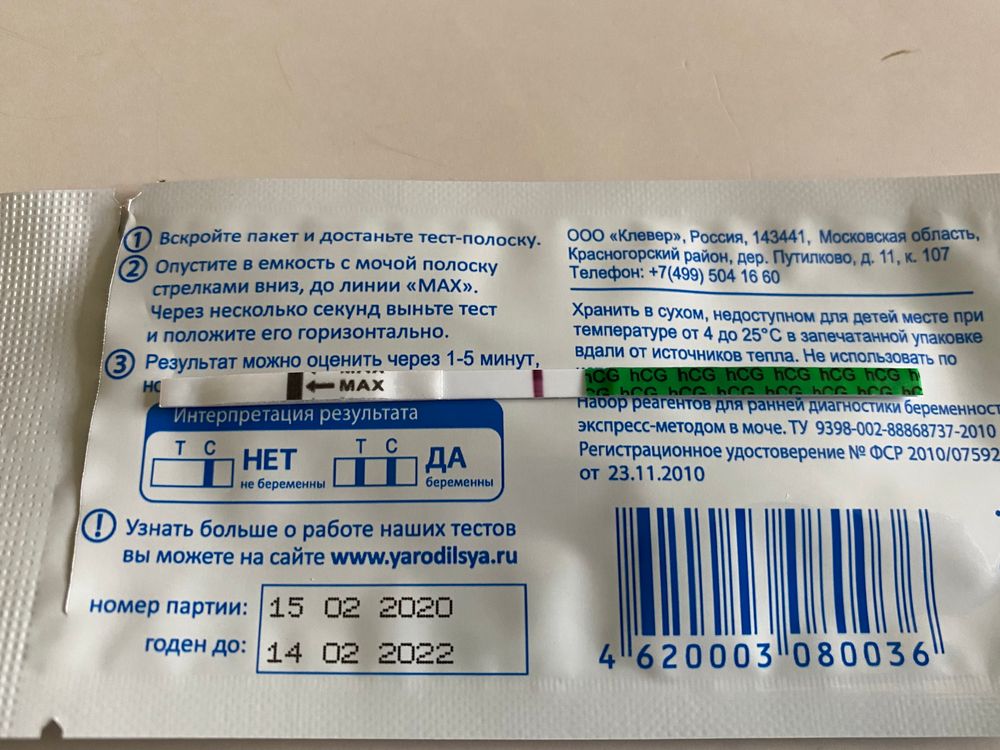 1 Вскройте пакет и достаньте тест-полоску.
2 Опустите в емкость с мочой полоску
стрелками вниз, до линии «MAX».
Через несколько секунд выньте тест
и положите его горизонтально.
3 Результат можно оценить через 1-5 минут,
MAX
hCG hCG hCG hCG hCG hCG
hCG hCG hCG hCG hCG
Интерпретация результата
T C
НЕТ
не беременны
T C
ДА
беременны
! Узнать больше о работе наших тестов
вы можете на сайте www.yarodilsya.ru
номер партии: 15 02 2020
годен до: 14 02 2022
ООО «Клевер», Россия, 143441, Московская область,
Красногорский район, дер. Путилково, д. 11, к. 107
Телефон: +7(499) 504 16 60
Хранить в сухом, недоступном для детей месте при
температуре от 4 до 25°С в запечатанной упаковке
вдали от источников тепла. Не использовать по
Набор реагентов для ранней диагностики
экспресс-методом в моче. ТУ 9398-002-88868737-2010
Регистрационное удостоверение № ФСР 2010/07592
от 23.11.2010
4 620003 080036